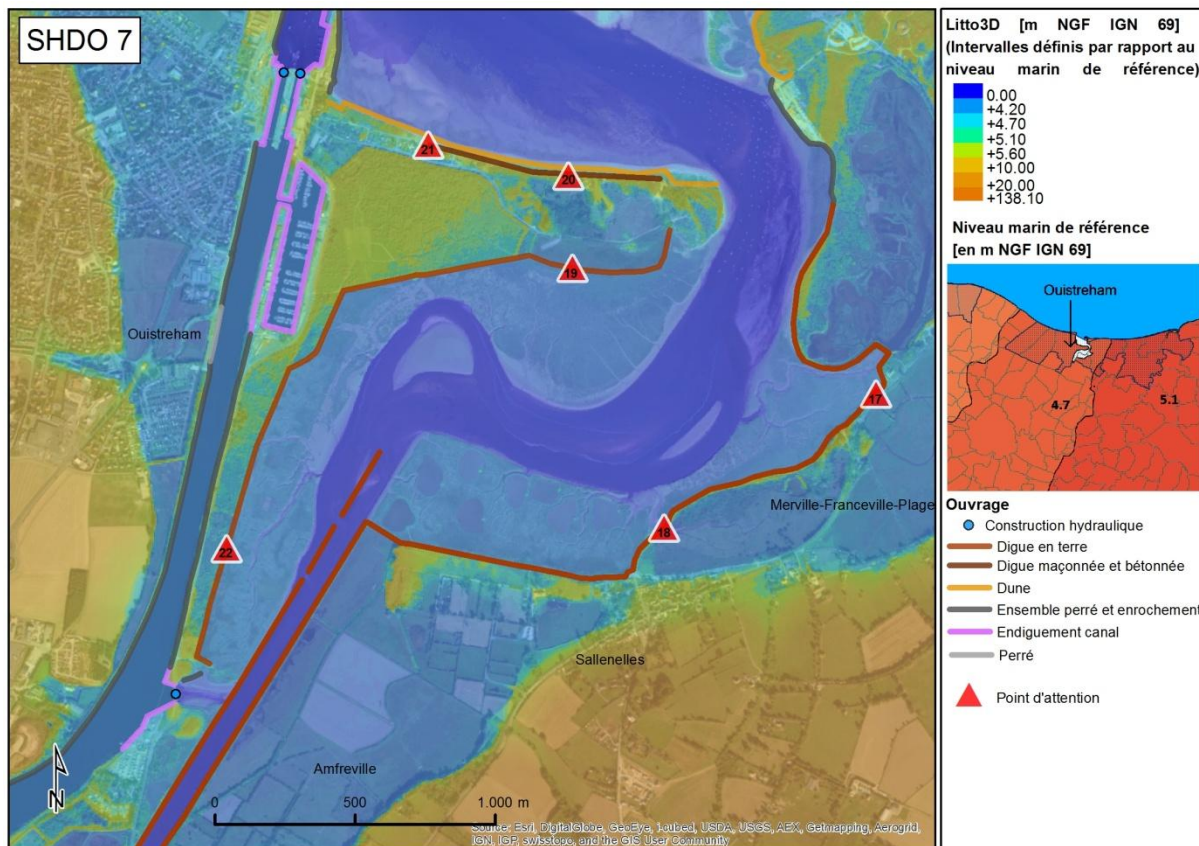 SHDO 7
21
20
19
Ouistreham
17
18
Merville-Franceville-Plage
22
Sallenelles
Amfreville
N
0 500 1.000 m
Source: Esri, DigitalGlobe, GeoEye, i-cubed, USDA, USGS, AEX, Getmapping, Aerogrid,
IGN, IGP, swisstopo, and the GIS User Community
Litto3D [m NGF IGN 69]
(Intervalles définis par rapport au
niveau marin de référence)
0.00
+4.20
+4.70
+5.10
+5.60
+10.00
+20.00
+138.10
Niveau marin de référence
[en m NGF IGN 69]
Ouistreham
4.7
5.1
Ouvrage
Construction hydraulique
Digue en terre
Digue maçonnée et bétonnée
Dune
Ensemble perré et enrochement
Endiguement canal
Perré
Point d'attention